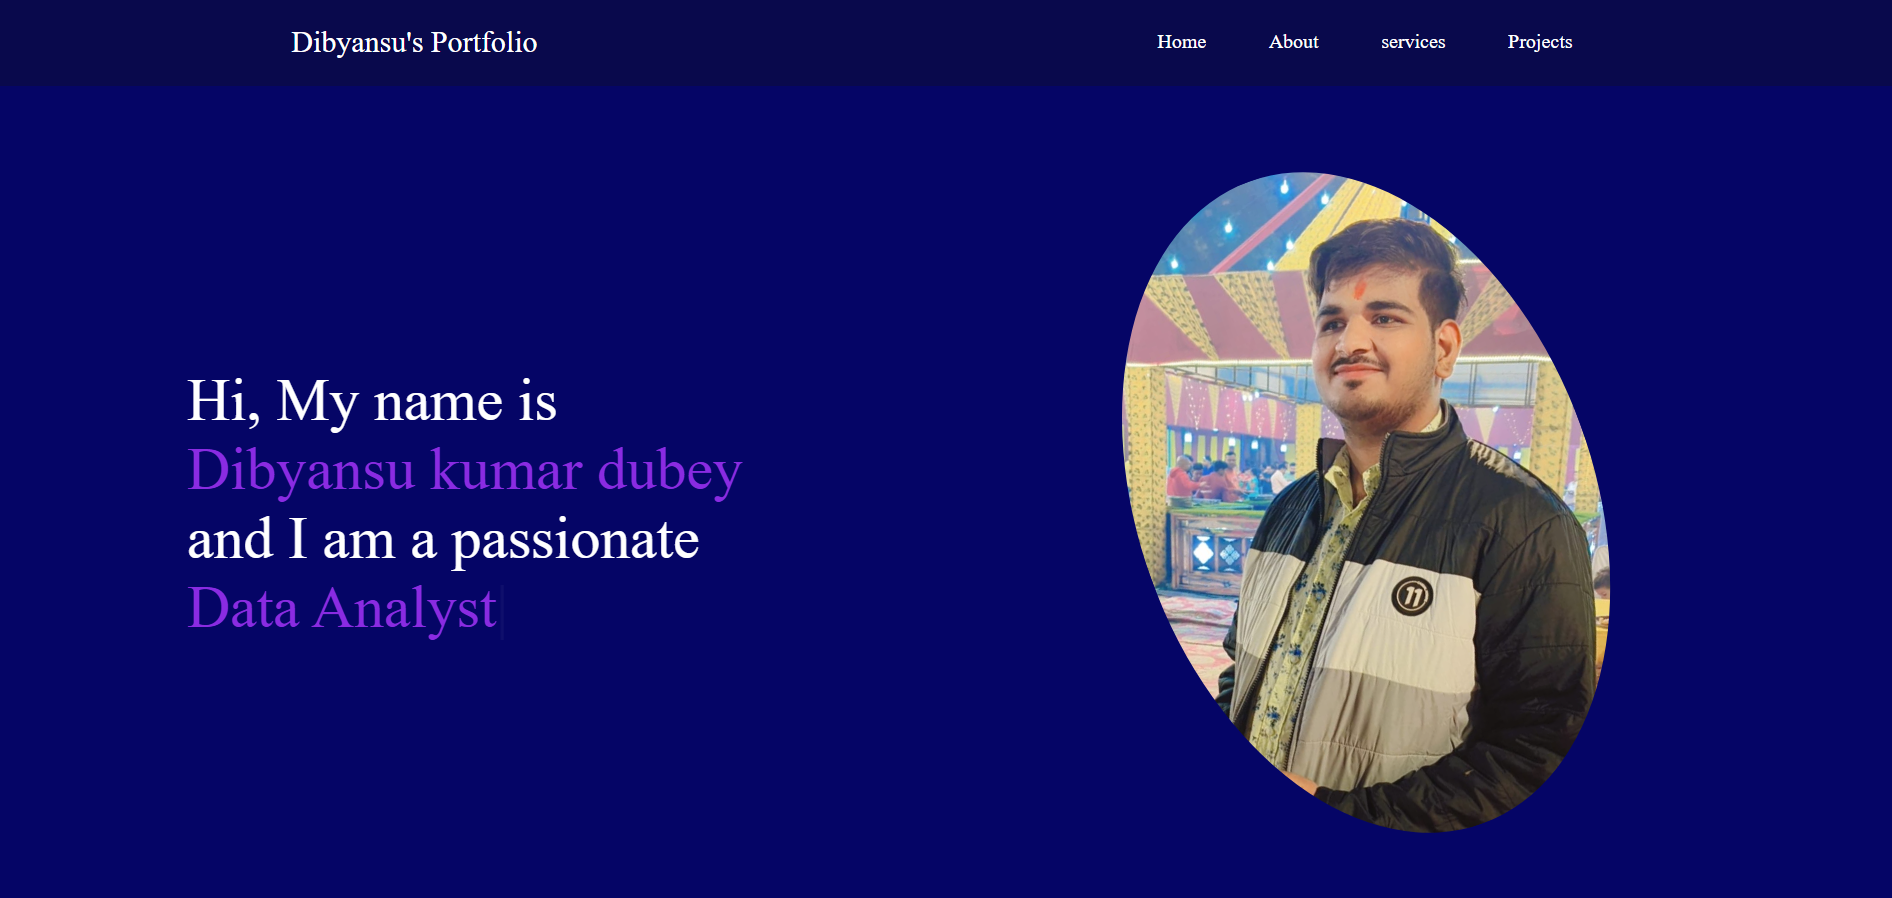 Dibyansu's Portfolio
Home About services Projects
Hi, My name is
Dibyansu kumar dubey
and I am a passionate
Data Analyst